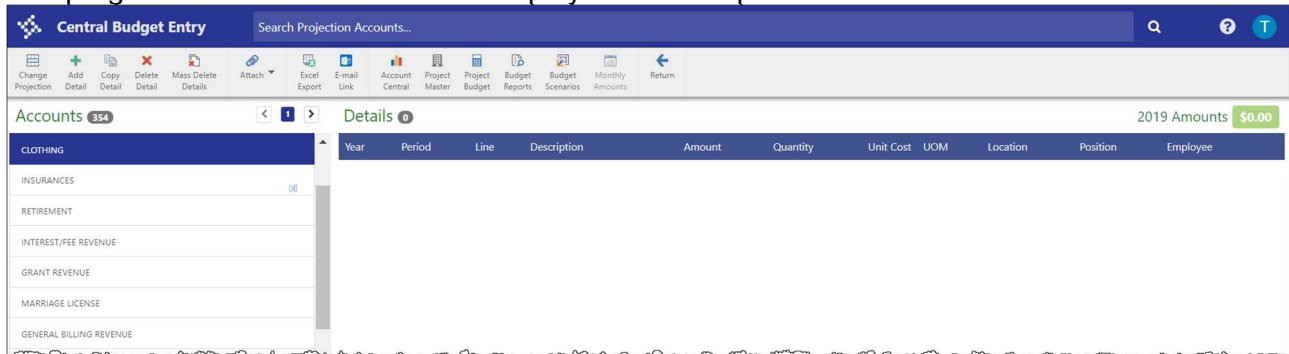 Central Budget Entry Search Projection Accounts... ? T
Change Projection Add Detail Copy Detail Delete Detail Mass Delete Details Attach Excel Export E-mail Link Account Central Project Master Project Budget Budget Reports Budget Scenarios Monthly Amounts Return
Accounts 354 < 1 > Details 0 2019 Amounts $0.00
Year Period Line Description Amount Quantity Unit Cost UOM Location Position Employee
CLOTHING
INSURANCES
RETIREMENT
INTEREST/FEE REVENUE
GRANT REVENUE
MARRIAGE LICENSE
GENERAL BILLING REVENUE